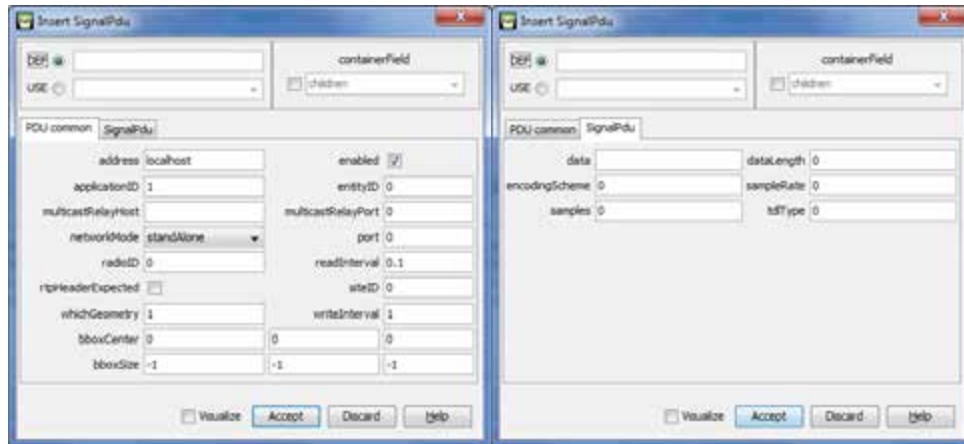 Insert SignalPdu
DEF
containerField
USE
children
PDU common SignalPdu
address localhost enabled
applicationID 1 entityID 0
multicastRelayHost multicastRelayPort 0
networkMode standAlone port 0
radioID 0 readInterval 0.1
rtpHeaderExpected siteID 0
whichGeometry 1 writeInterval 1
bboxCenter 0 0 0
bboxSize -1 -1 -1
Visualize Accept Discard Help
Insert SignalPdu
DEF
containerField
USE
children
PDU common SignalPdu
data dataLength 0
encodingScheme 0 sampleRate 0
samples 0 tdlType 0
Visualize Accept Discard Help